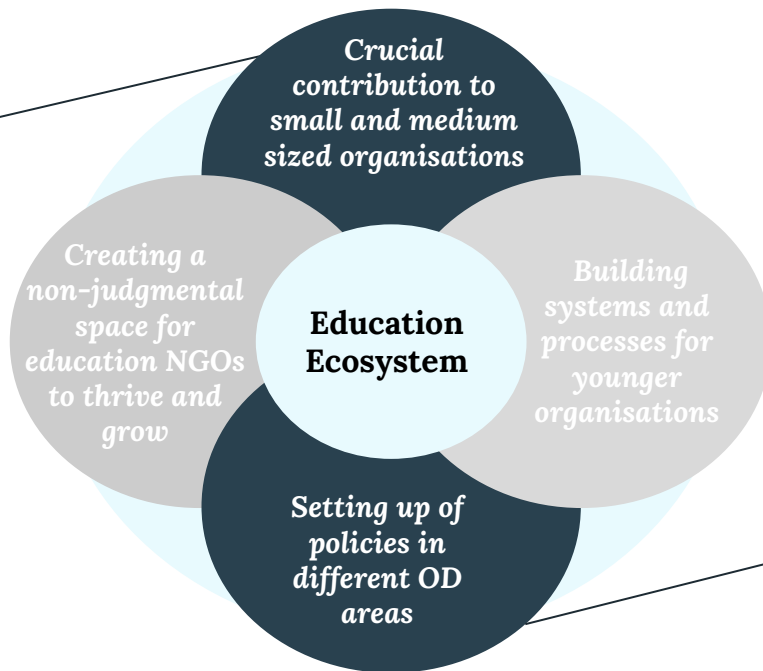 Crucial
contribution to
small and medium
sized organisations
Creating a
non-judgmental
space for
education NGOs
to thrive and
grow
Education
Ecosystem
Building
systems and
processes for
younger
organisations
Setting up of
policies in
different OD
areas